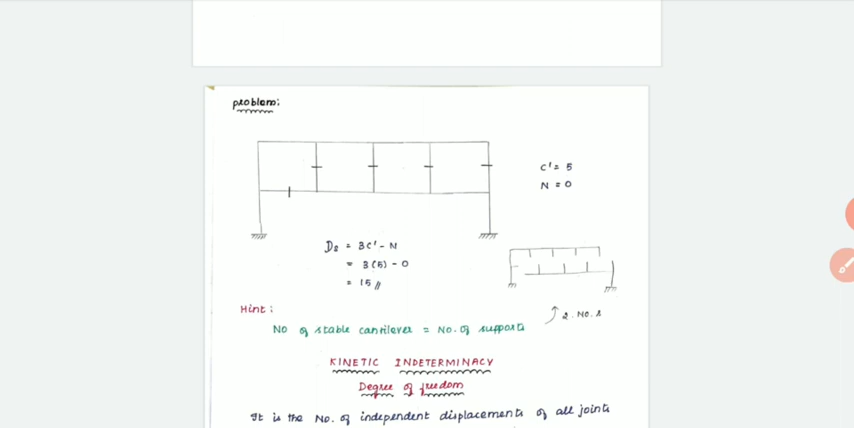 problem:
C' = 5
N = 0
Ds = 3C' - N
= 3(5) - 0
= 15 //
2. No. s
Hint:
No of stable cantilever = No. of supports
KINETIC INDETERMINACY
Degree of freedom
It is the No. of independent displacements of all joints